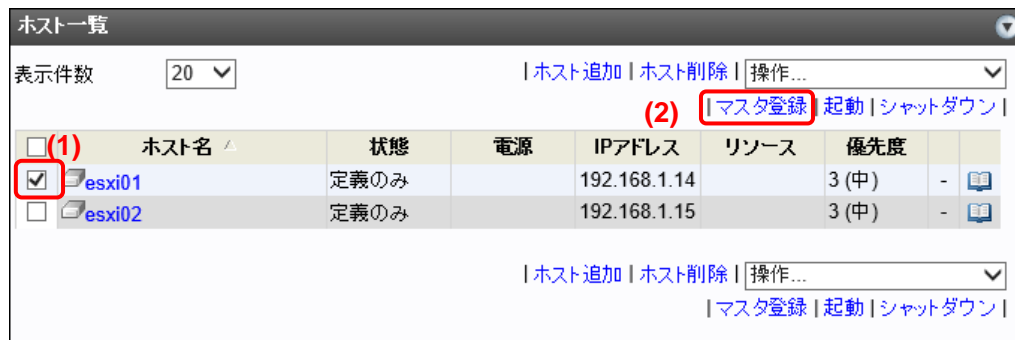 ホスト一覧
表示件数 20 | ホスト追加 | ホスト削除 | 操作...
(2) | マスタ登録 | 起動 | シャットダウン |
(1) ホスト名 状態 電源 IPアドレス リソース 優先度
esxi01 定義のみ 192.168.1.14 3 (中) -
esxi02 定義のみ 192.168.1.15 3 (中) -
| ホスト追加 | ホスト削除 | 操作...
| マスタ登録 | 起動 | シャットダウン |